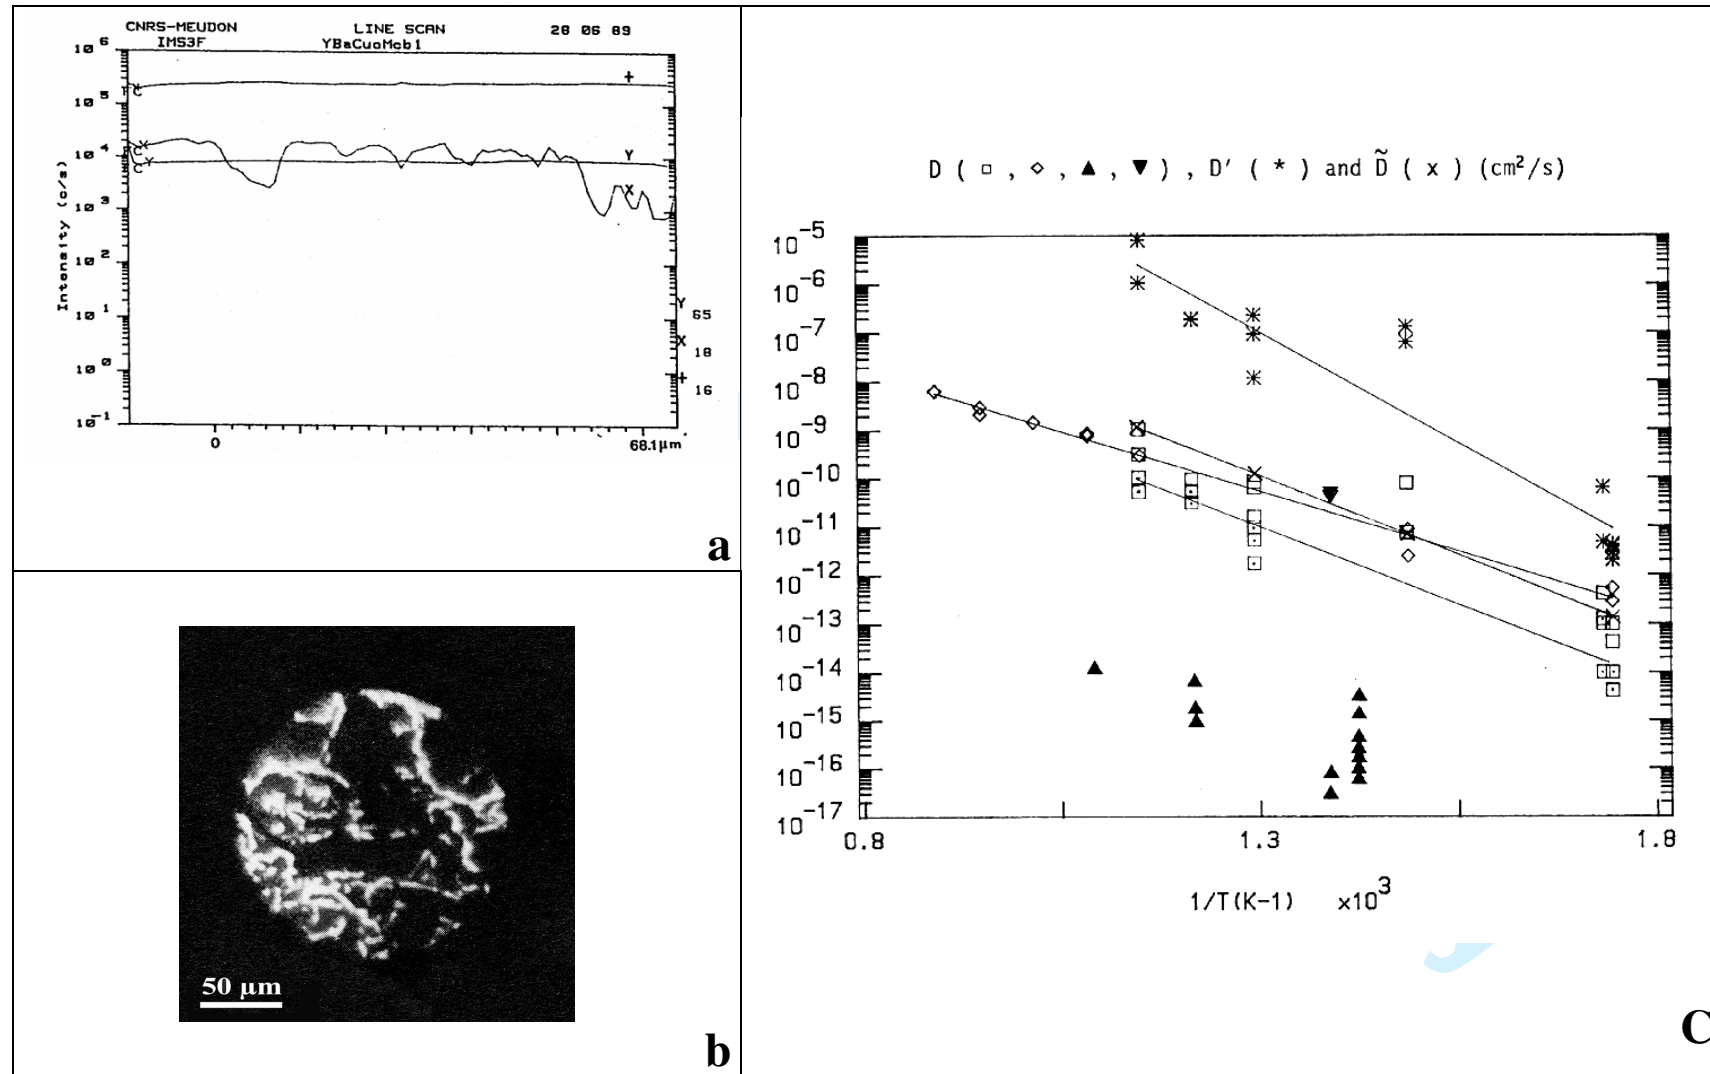 CNRS-MEUDON LINE SCAN 28 06 89
IMS3F YBaCuoMcb1
Intensity (c/s)
10 6
10 5
10 4
10 3
10 2
10 1
10 0
10 -1
+
C
X
C
Y
Y
C
X
Y 65
X 18
+ 16
0 68.1µm
a
50 µm
b
D ( □ , ◇ , ▲ , ▼ ) , D' ( * ) and D̃ ( x ) (cm²/s)
10 -5
10 -6
10 -7
10 -8
10 -9
10 -10
10 -11
10 -12
10 -13
10 -14
10 -15
10 -16
10 -17
0.8 1.3 1.8
1/T(K-1) x10 3
C